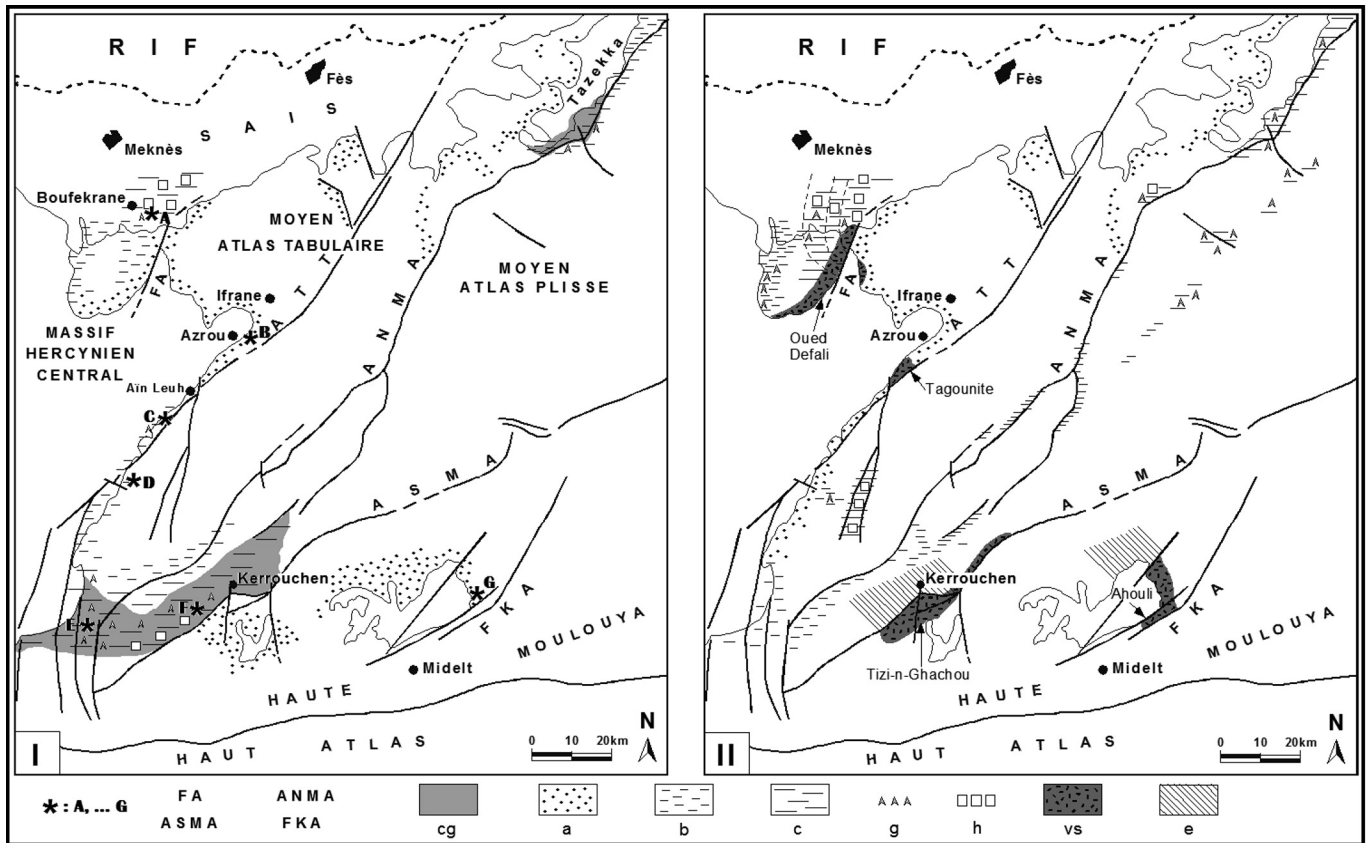 R I F
Fès
Tazekka
S A I S
Meknès
Boufekrane
A
MOYEN
ATLAS TABULAIRE
FA
MOYEN
ATLAS PLISSE
Ifrane
A T T
A N M A
Azrou
B
MASSIF
HERCYNIEN
CENTRAL
Aïn Leuh
C
D
A S M A
Kerrouchen
E
F
G
F K A
Midelt
HAUTE
MOULOUYA
HAUT ATLAS
N
0 10 20km
I
R I F
Fès
Meknès
FA
Ifrane
A T T
A N M A
Azrou
Oued
Defali
Tagounite
A S M A
Kerrouchen
Ahouli
F K A
Tizi-n-Ghachou
Midelt
HAUTE
MOULOUYA
HAUT ATLAS
N
0 10 20km
II
* : A, ... G
FA ANMA
ASMA FKA
cg a b c g h vs e